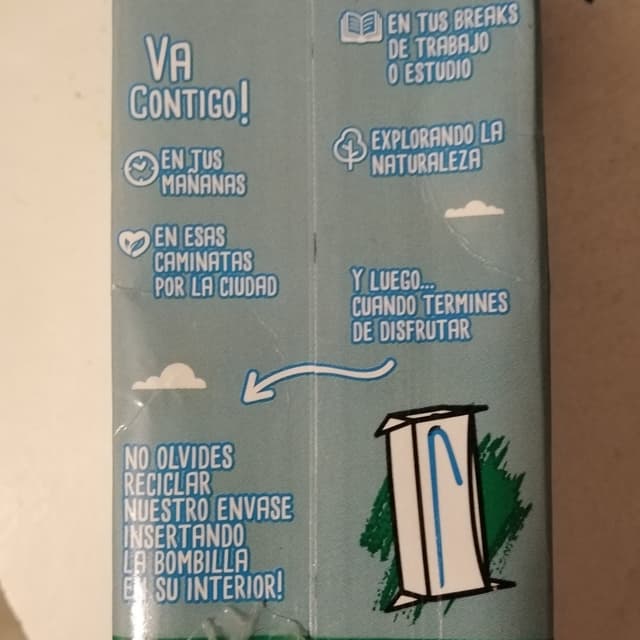 VA
CONTIGO!
EN TUS
MAÑANAS
EN ESAS
CAMINATAS
POR LA CIUDAD
EN TUS BREAKS
DE TRABAJO
O ESTUDIO
EXPLORANDO LA
NATURALEZA
Y LUEGO...
CUANDO TERMINES
DE DISFRUTAR
NO OLVIDES
RECICLAR
NUESTRO ENVASE
INSERTANDO
LA BOMBILLA
EN SU INTERIOR!